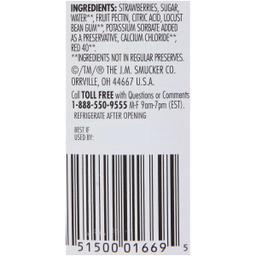 INGREDIENTS: STRAWBERRIES, SUGAR,
WATER**, FRUIT PECTIN, CITRIC ACID, LOCUST
BEAN GUM**, POTASSIUM SORBATE ADDED
AS A PRESERVATIVE, CALCIUM CHLORIDE**,
RED 40**.
**INGREDIENTS NOT IN REGULAR PRESERVES.
©/TM/® THE J.M. SMUCKER CO.
ORRVILLE, OH 44667 U.S.A.
Call TOLL FREE with Questions or Comments
1-888-550-9555 M-F 9am-7pm (EST).
REFRIGERATE AFTER OPENING
BEST IF
USED BY:
51500 01669 5